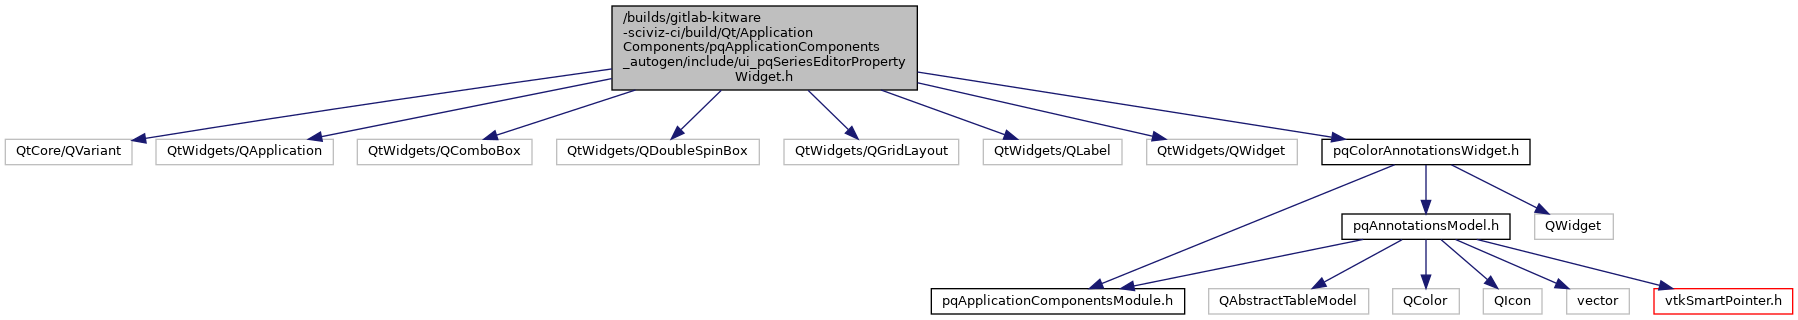 /builds/gitlab-kitware
-sciviz-ci/build/Qt/Application
Components/pqApplicationComponents
_autogen/include/ui_pqSeriesEditorProperty
Widget.h
QtCore/QVariant
QtWidgets/QApplication
QtWidgets/QComboBox
QtWidgets/QDoubleSpinBox
QtWidgets/QGridLayout
QtWidgets/QLabel
QtWidgets/QWidget
pqColorAnnotationsWidget.h
pqAnnotationsModel.h
QWidget
pqApplicationComponentsModule.h
QAbstractTableModel
QColor
QIcon
vector
vtkSmartPointer.h